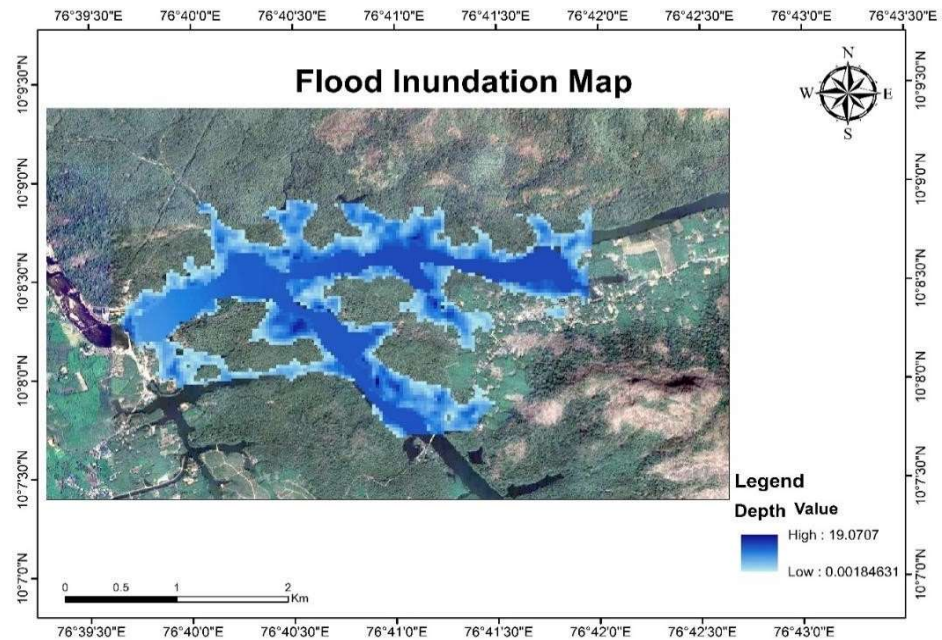 76°39'30"E 76°40'0"E 76°40'30"E 76°41'0"E 76°41'30"E 76°42'0"E 76°42'30"E 76°43'0"E 76°43'30"E
Flood Inundation Map
N
W E
S
10°9'30"N 10°9'30"N
10°9'0"N 10°9'0"N
10°8'30"N 10°8'30"N
10°8'0"N 10°8'0"N
10°7'30"N 10°7'30"N
10°7'0"N 10°7'0"N
Legend
Depth Value
High : 19.0707
Low : 0.00184631
0 0.5 1 2
Km
76°39'30"E 76°40'0"E 76°40'30"E 76°41'0"E 76°41'30"E 76°42'0"E 76°42'30"E 76°43'0"E 76°43'30"E